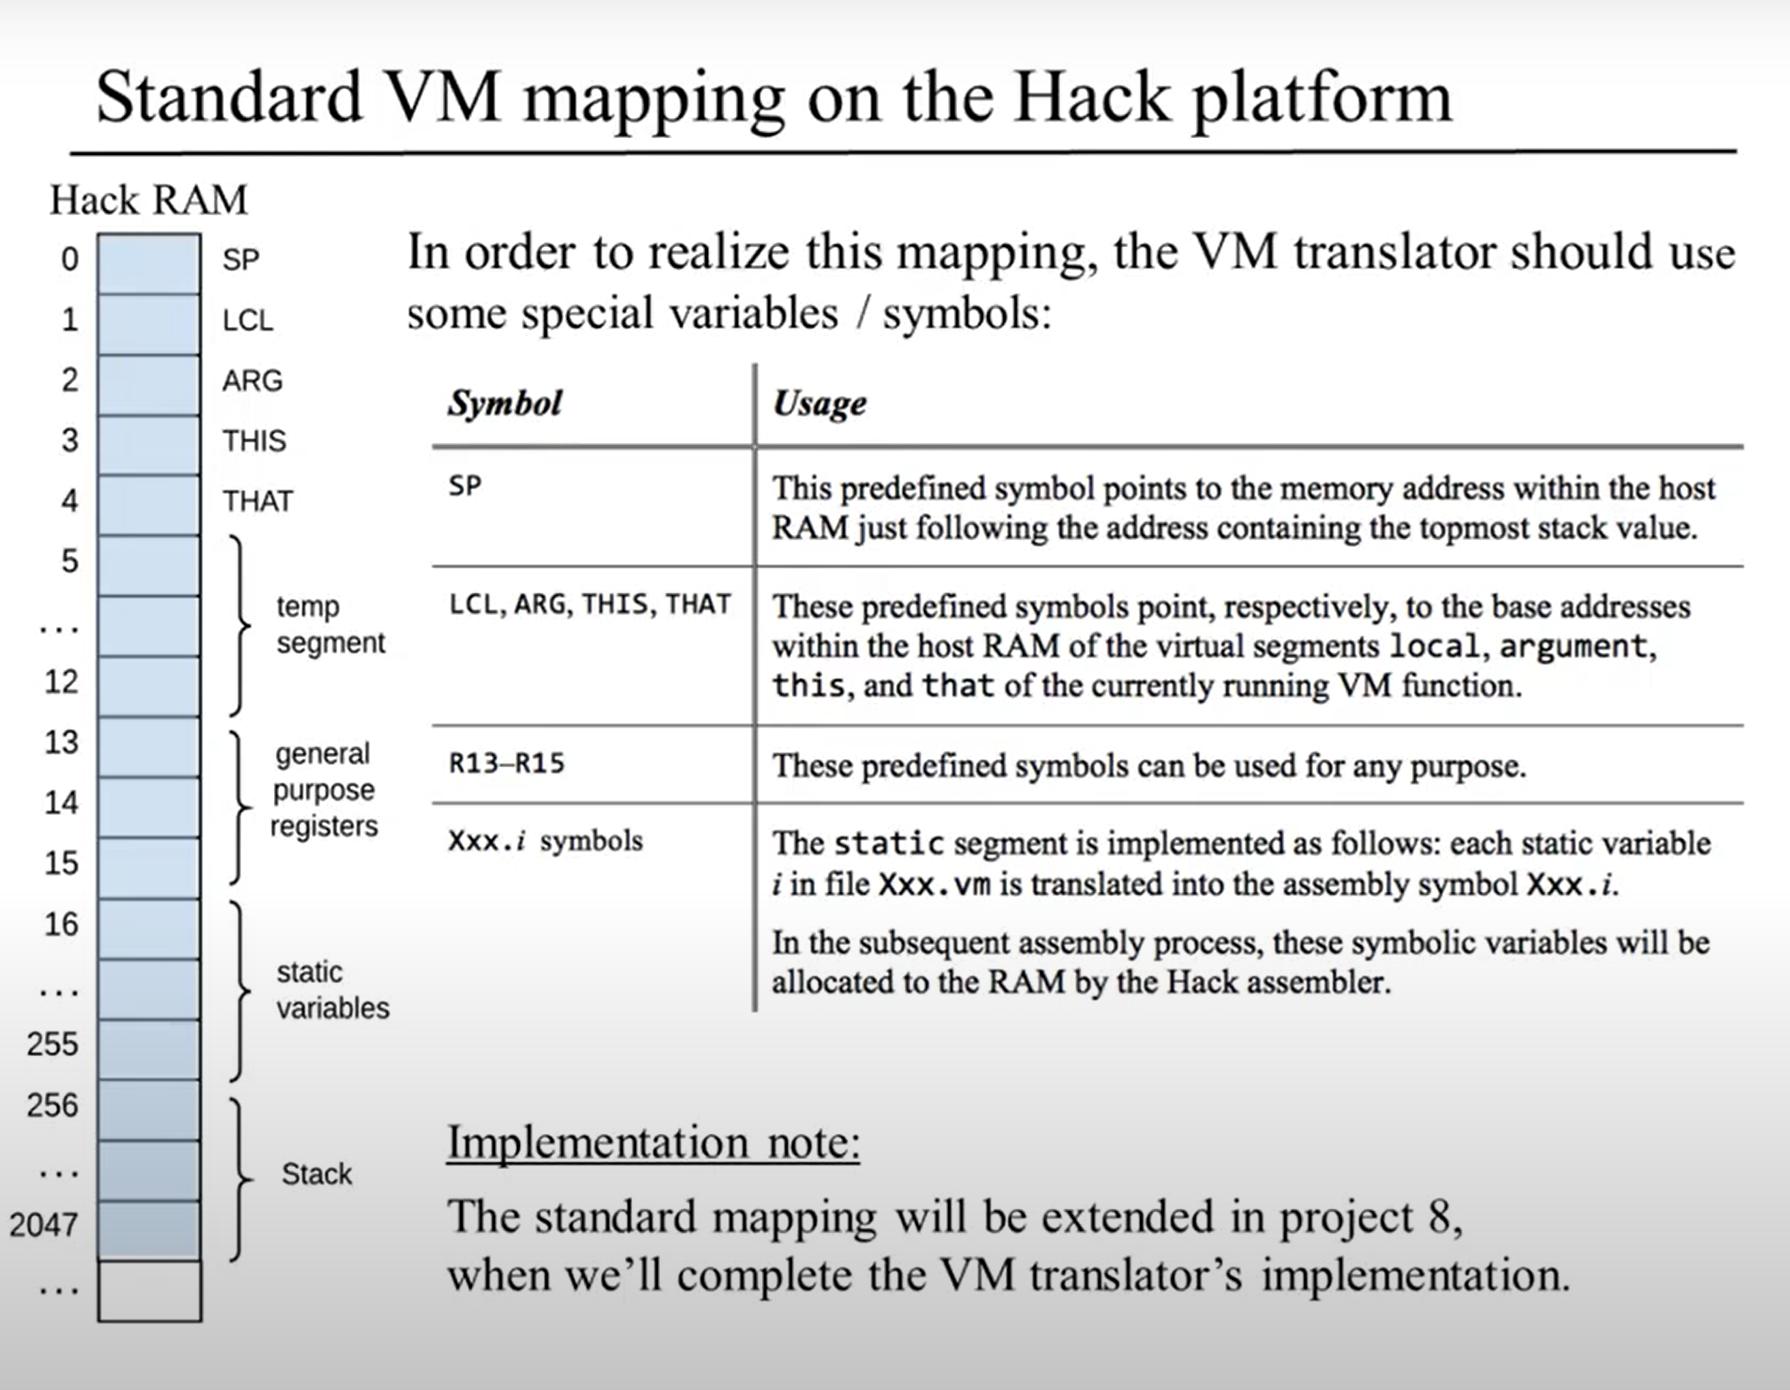 Standard VM mapping on the Hack platform
Hack RAM
0 SP
1 LCL
2 ARG
3 THIS
4 THAT
5
...
12
temp
segment
13
14
15
general
purpose
registers
16
...
255
static
variables
256
...
2047
Stack
...
In order to realize this mapping, the VM translator should use
some special variables / symbols:
Symbol Usage
SP This predefined symbol points to the memory address within the host
RAM just following the address containing the topmost stack value.
LCL, ARG, THIS, THAT These predefined symbols point, respectively, to the base addresses
within the host RAM of the virtual segments local, argument,
this, and that of the currently running VM function.
R13–R15 These predefined symbols can be used for any purpose.
Xxx.i symbols The static segment is implemented as follows: each static variable
i in file Xxx.vm is translated into the assembly symbol Xxx.i.
In the subsequent assembly process, these symbolic variables will be
allocated to the RAM by the Hack assembler.
Implementation note:
The standard mapping will be extended in project 8,
when we’ll complete the VM translator’s implementation.